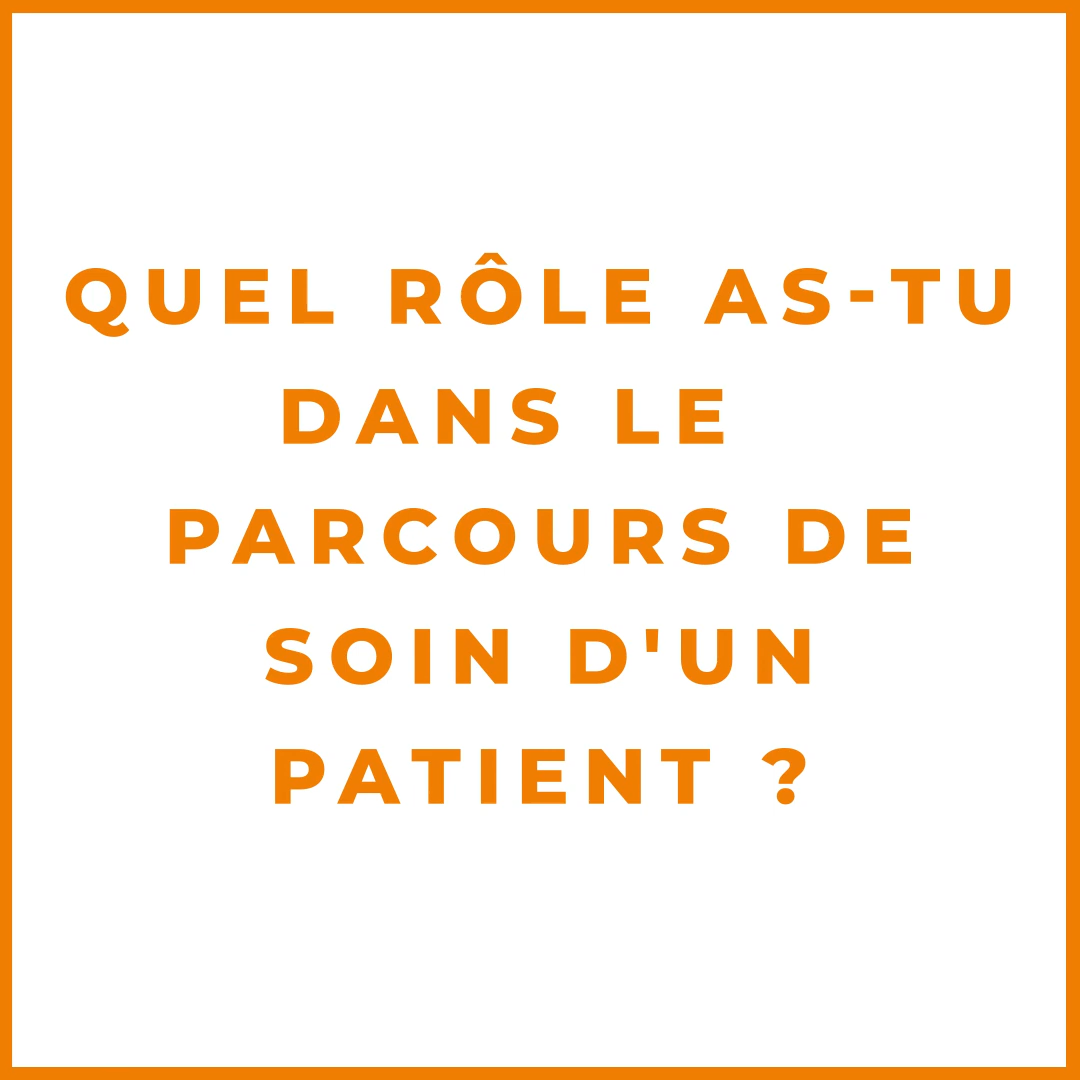 QUEL RÔLE AS-TU
DANS LE
PARCOURS DE
SOIN D'UN
PATIENT ?